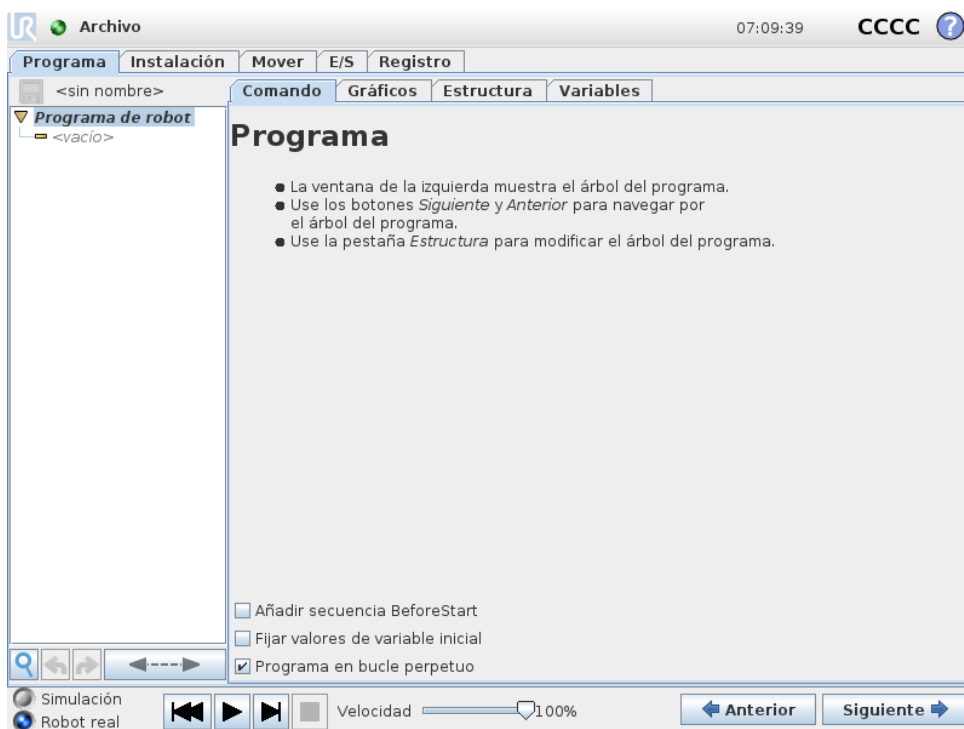 UR Archivo 07:09:39 CCCC ?
Programa Instalación Mover E/S Registro
<sin nombre> Comando Gráficos Estructura Variables
Programa de robot
<vacío>
Programa
La ventana de la izquierda muestra el árbol del programa.
Use los botones Siguiente y Anterior para navegar por
el árbol del programa.
Use la pestaña Estructura para modificar el árbol del programa.
Añadir secuencia BeforeStart
Fijar valores de variable inicial
Programa en bucle perpetuo
Simulación
Robot real
Velocidad 100% Anterior Siguiente